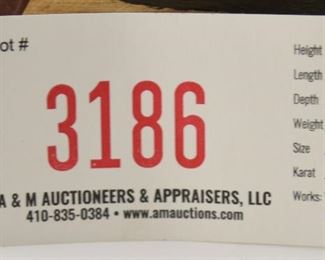 ot #
3186
A & M AUCTIONEERS & APPRAISERS, LLC
410-835-0384 • www.amauctions.com
Height
Length
Depth
Weight
Size
Karat
Works: